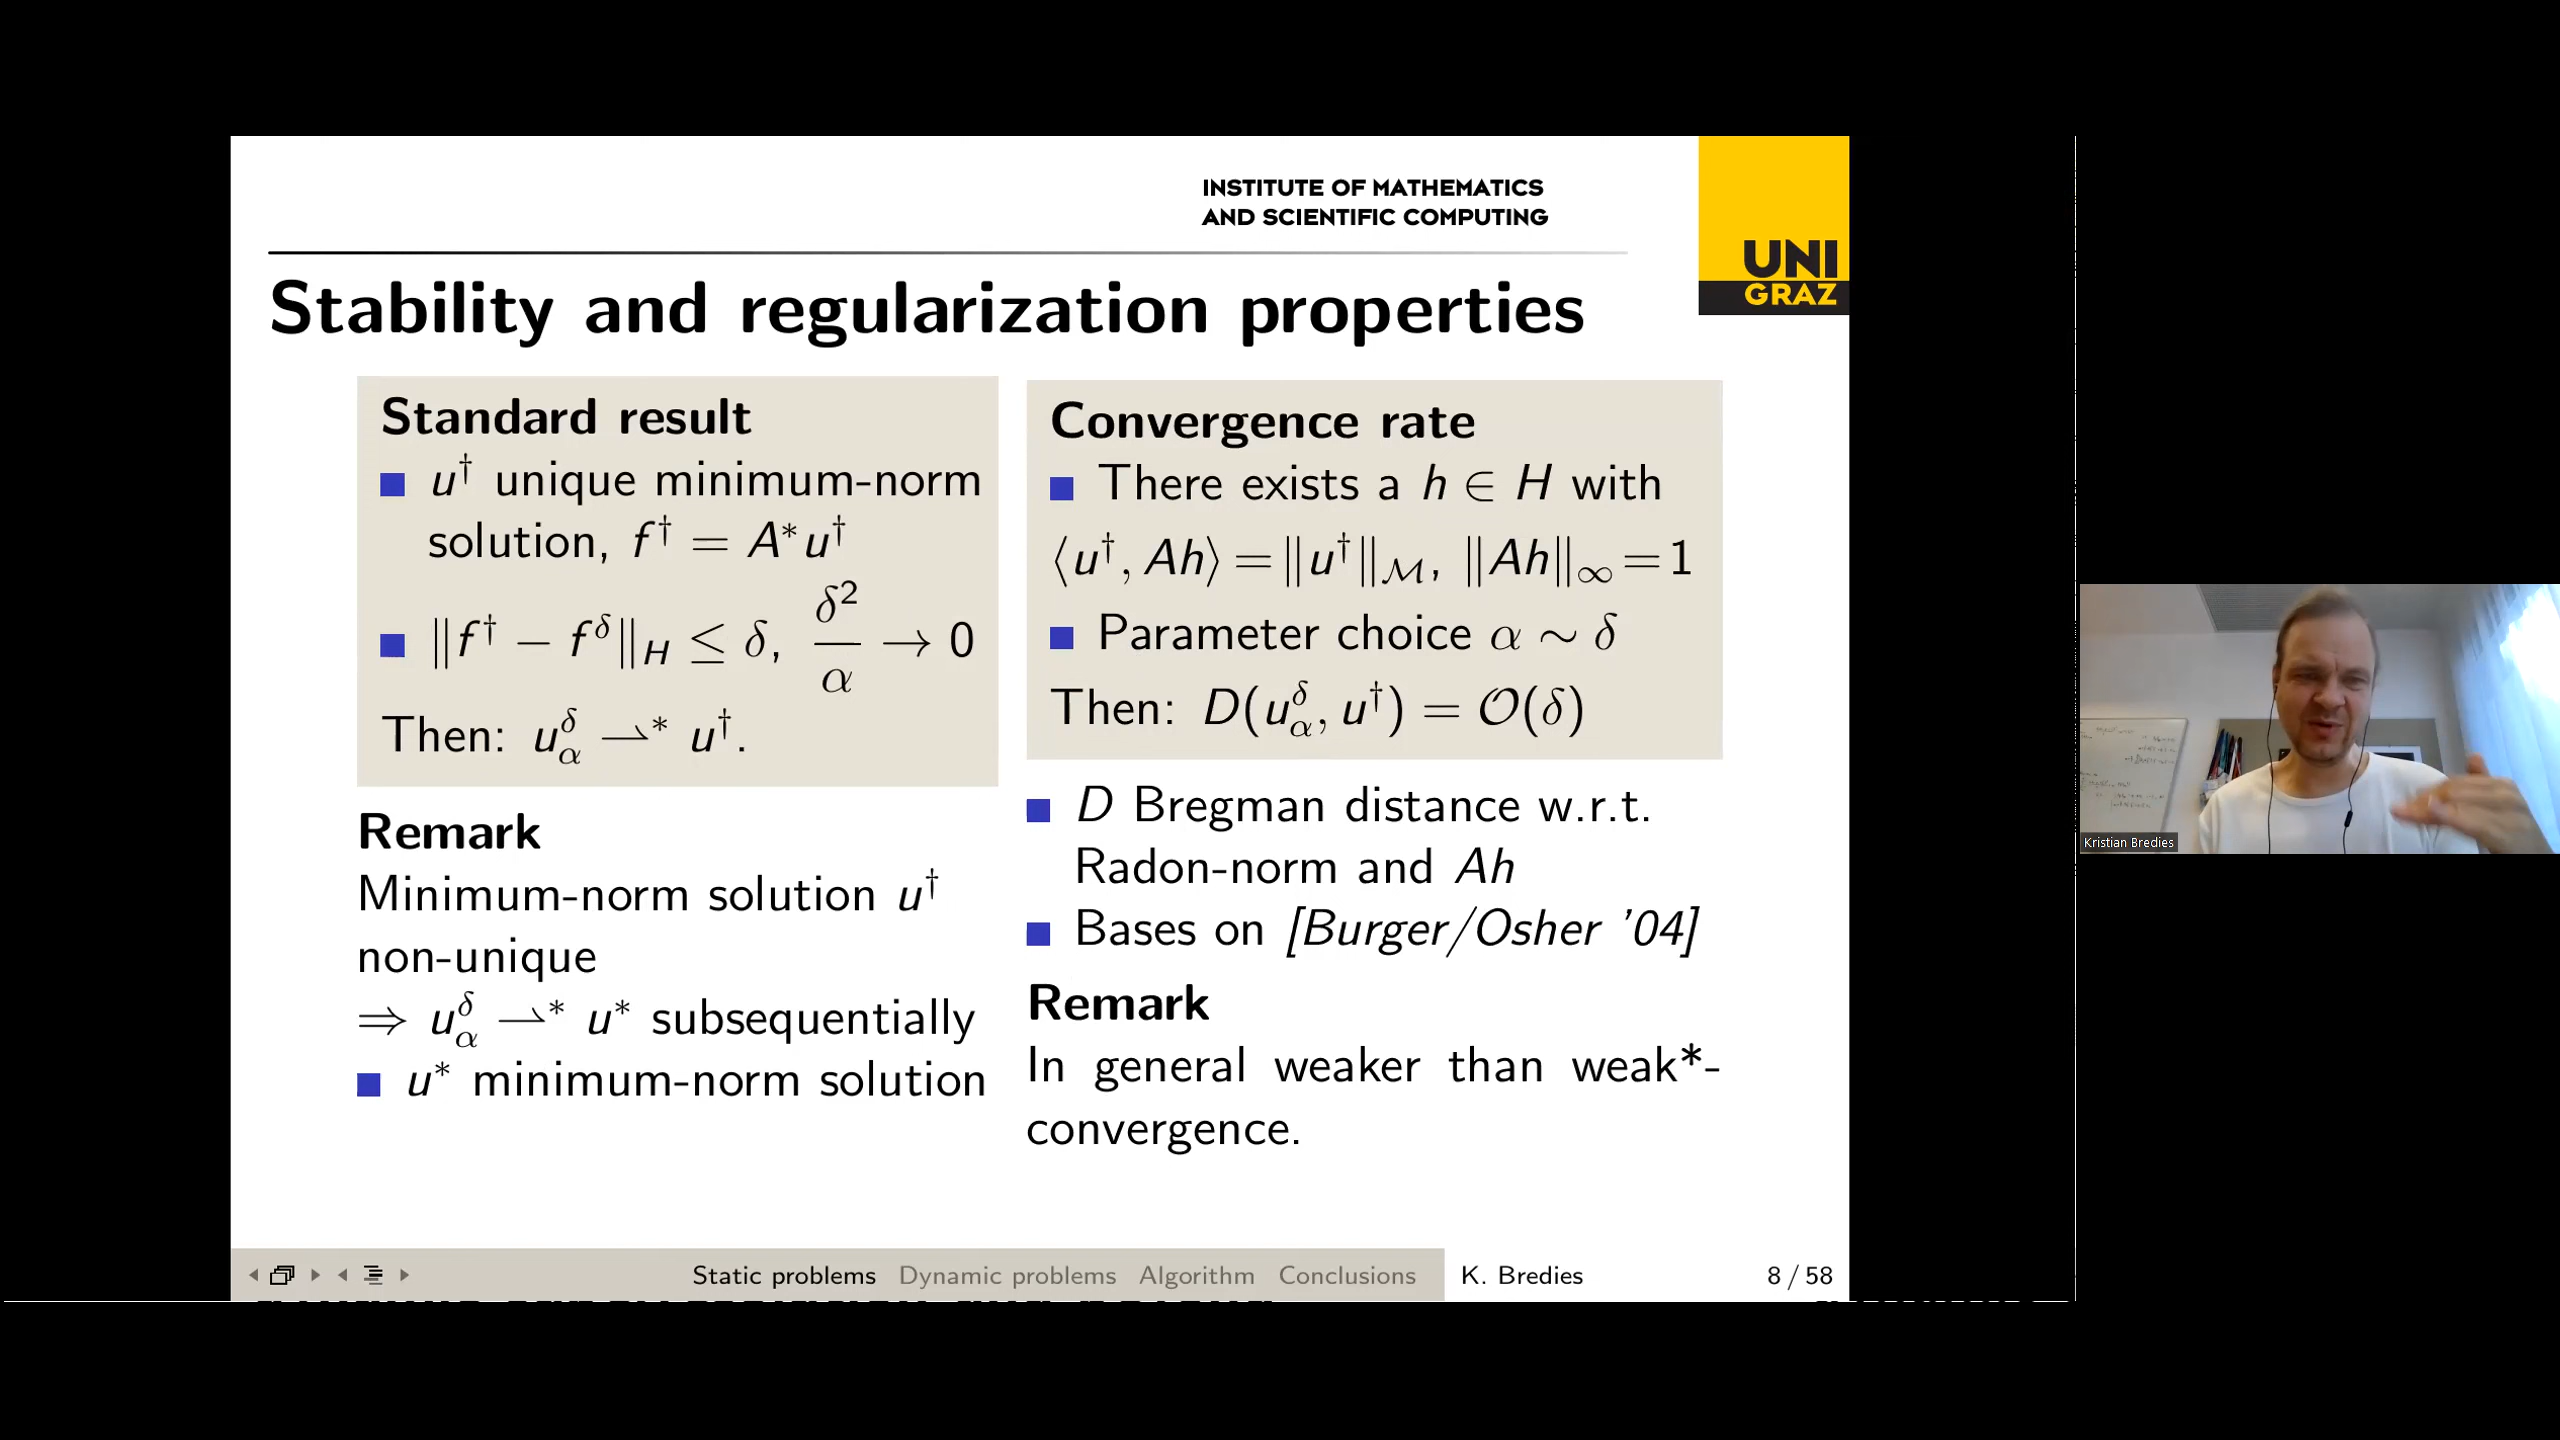 INSTITUTE OF MATHEMATICS
AND SCIENTIFIC COMPUTING
UNI
GRAZ
Stability and regularization properties
Standard result
■ u† unique minimum-norm
solution, f† = A*u†
■ ‖f† − f^δ‖_H ≤ δ, δ²/α → 0
Then: u_α^δ ⇀* u†.
Remark
Minimum-norm solution u†
non-unique
⇒ u_α^δ ⇀* u* subsequentially
■ u* minimum-norm solution
Convergence rate
■ There exists a h ∈ H with
⟨u†, Ah⟩ = ‖u†‖_ℳ, ‖Ah‖_∞ = 1
■ Parameter choice α ∼ δ
Then: D(u_α^δ, u†) = 𝒪(δ)
■ D Bregman distance w.r.t.
Radon-norm and Ah
■ Bases on [Burger/Osher ’04]
Remark
In general weaker than weak*-
convergence.
Static problems Dynamic problems Algorithm Conclusions K. Bredies 8 / 58
Kristian Bredies